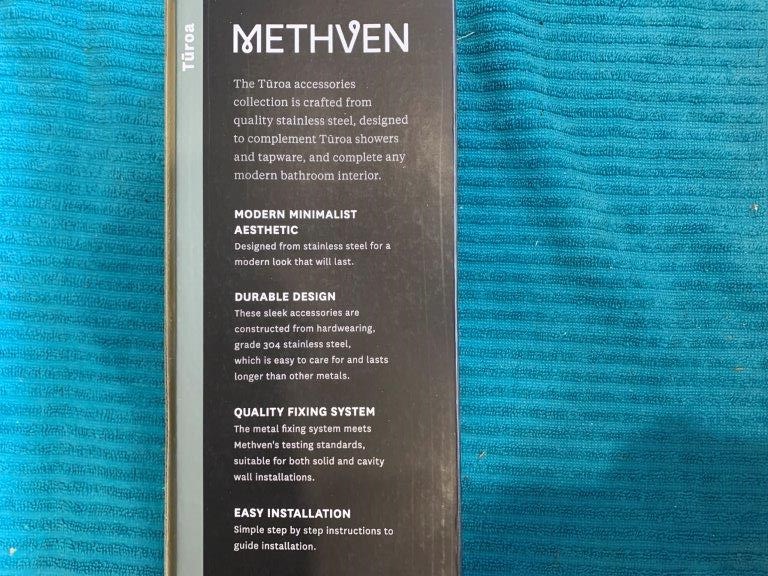 Tūroa
METHVEN
The Tūroa accessories
collection is crafted from
quality stainless steel, designed
to complement Tūroa showers
and tapware, and complete any
modern bathroom interior.
MODERN MINIMALIST
AESTHETIC
Designed from stainless steel for a
modern look that will last.
DURABLE DESIGN
These sleek accessories are
constructed from hardwearing,
grade 304 stainless steel,
which is easy to care for and lasts
longer than other metals.
QUALITY FIXING SYSTEM
The metal fixing system meets
Methven's testing standards,
suitable for both solid and cavity
wall installations.
EASY INSTALLATION
Simple step by step instructions to
guide installation.